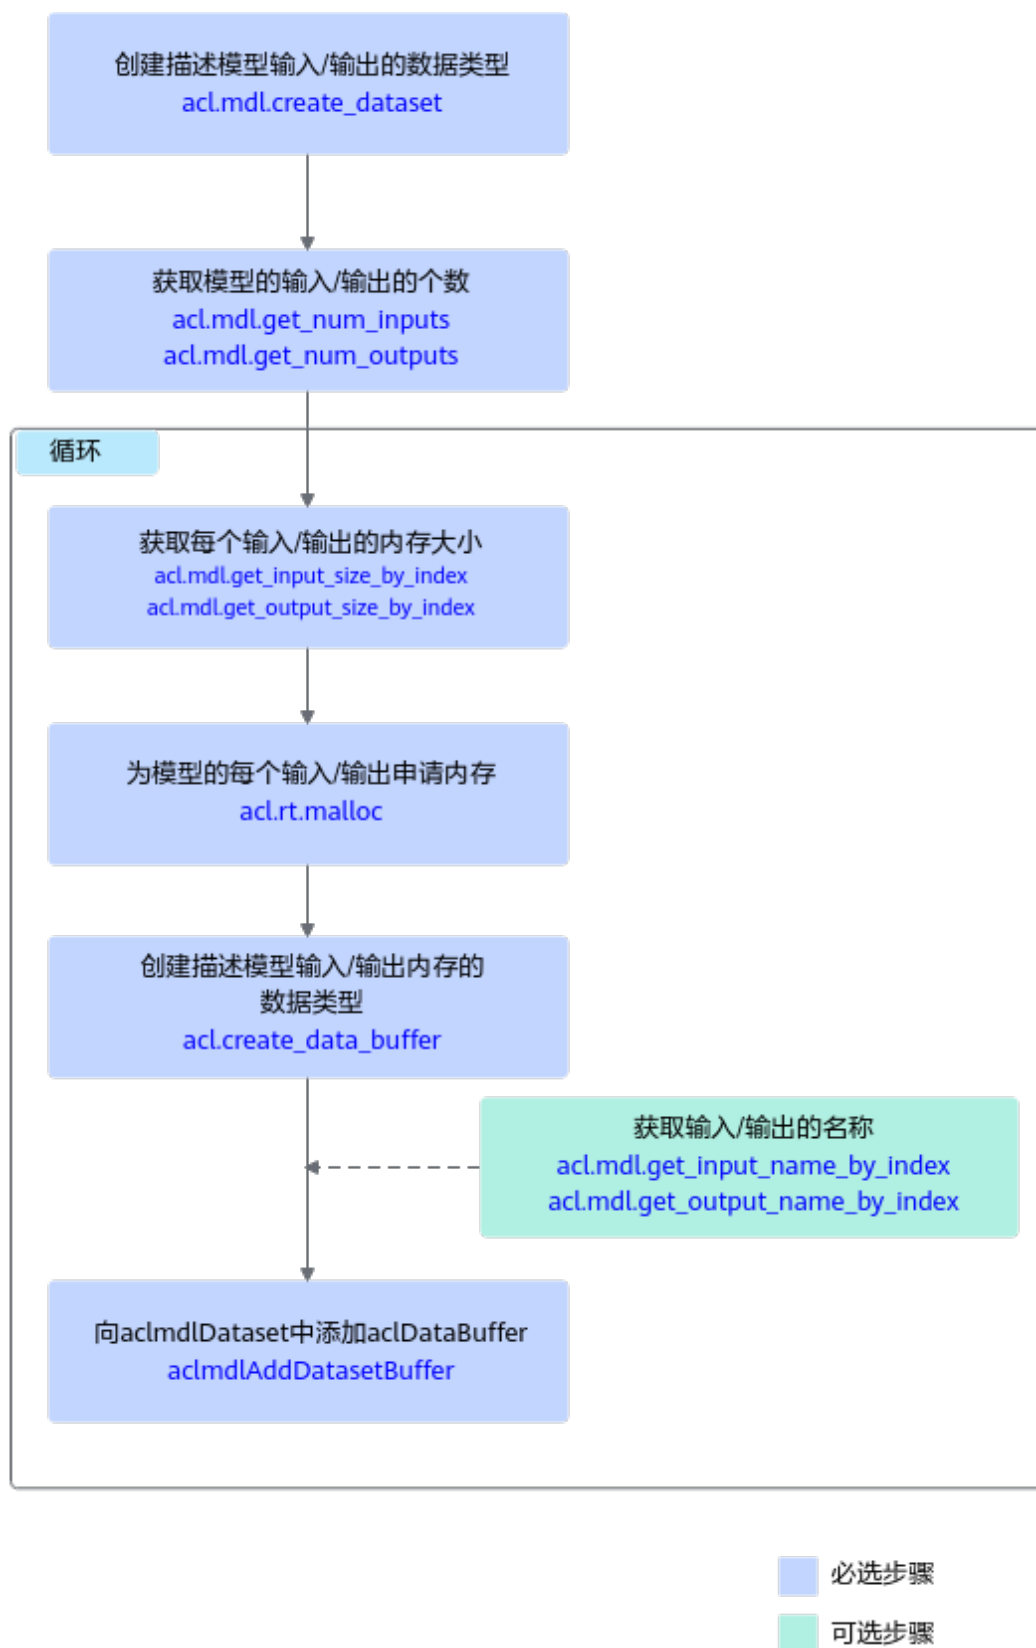 创建描述模型输入/输出的数据类型
acl.mdl.create_dataset
获取模型的输入/输出的个数
acl.mdl.get_num_inputs
acl.mdl.get_num_outputs
循环
获取每个输入/输出的内存大小
acl.mdl.get_input_size_by_index
acl.mdl.get_output_size_by_index
为模型的每个输入/输出申请内存
acl.rt.malloc
创建描述模型输入/输出内存的
数据类型
acl.create_data_buffer
获取输入/输出的名称
acl.mdl.get_input_name_by_index
acl.mdl.get_output_name_by_index
向aclmdlDataset中添加aclDataBuffer
aclmdlAddDatasetBuffer
必选步骤
可选步骤